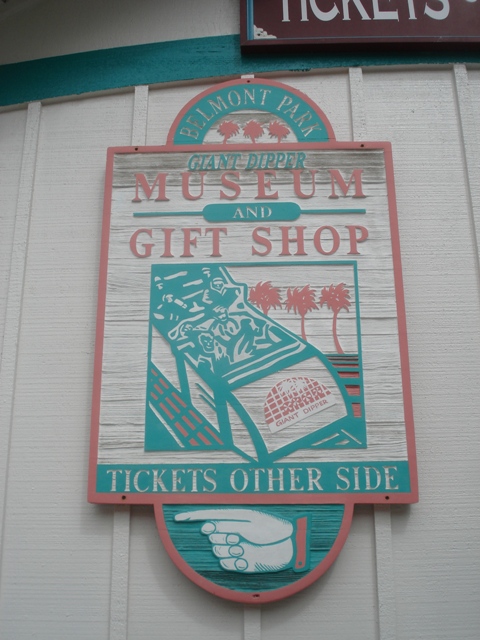 TICKETS
BELMONT PARK
GIANT DIPPER
MUSEUM
AND
GIFT SHOP
GIANT DIPPER
TICKETS OTHER SIDE